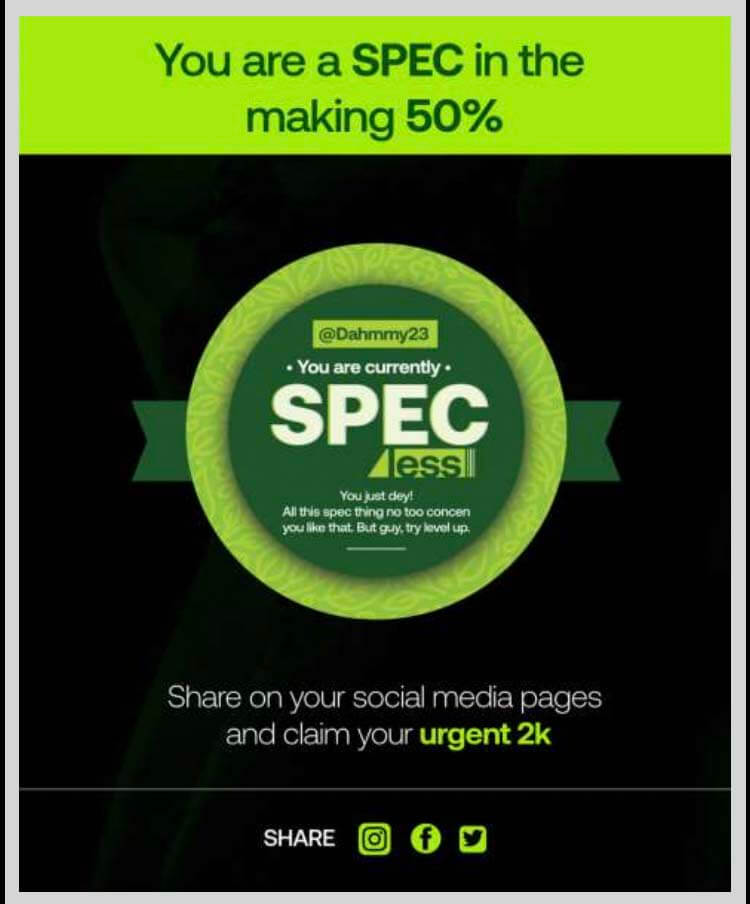 You are a SPEC in the
making 50%
@Dahmmy23
• You are currently •
SPEC
less
You just dey!
All this spec thing no too concen
you like that. But guy, try level up.
Share on your social media pages
and claim your urgent 2k
SHARE